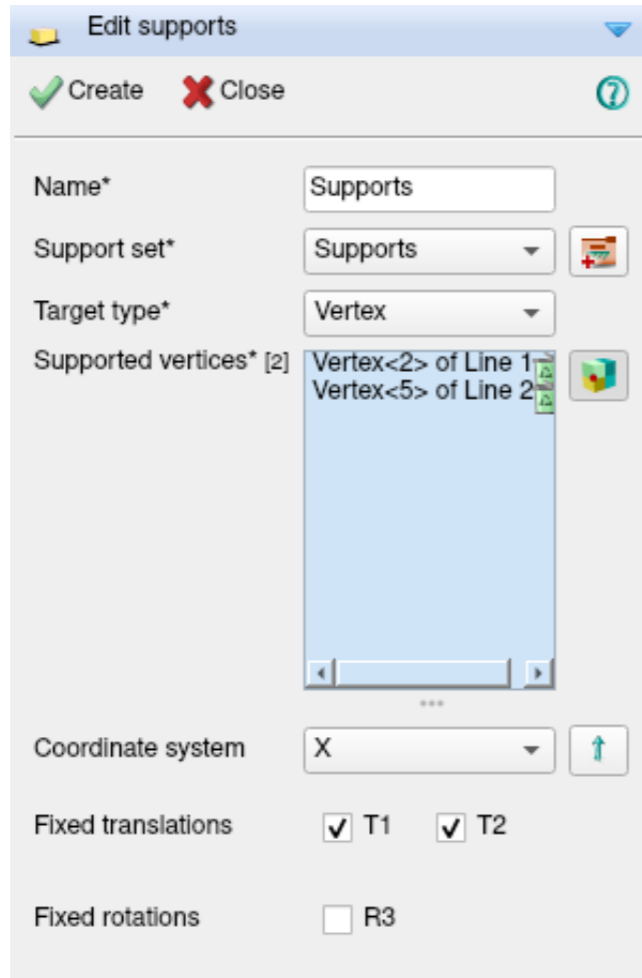 Edit supports
Create Close
Name* Supports
Support set* Supports
Target type* Vertex
Supported vertices* [2] Vertex<2> of Line 1
Vertex<5> of Line 2
Coordinate system X
Fixed translations T1 T2
Fixed rotations R3